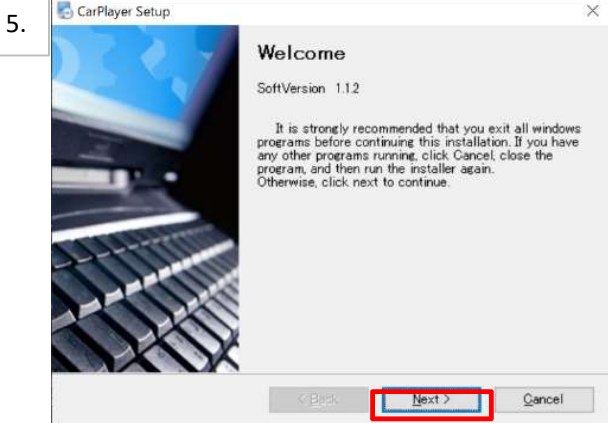 5.
CarPlayer Setup
Welcome
SoftVersion 1.1.2
It is strongly recommended that you exit all windows
programs before continuing this installation. If you have
any other programs running, click Cancel, close the
program, and then run the installer again.
Otherwise, click next to continue.
< Back
Next >
Cancel